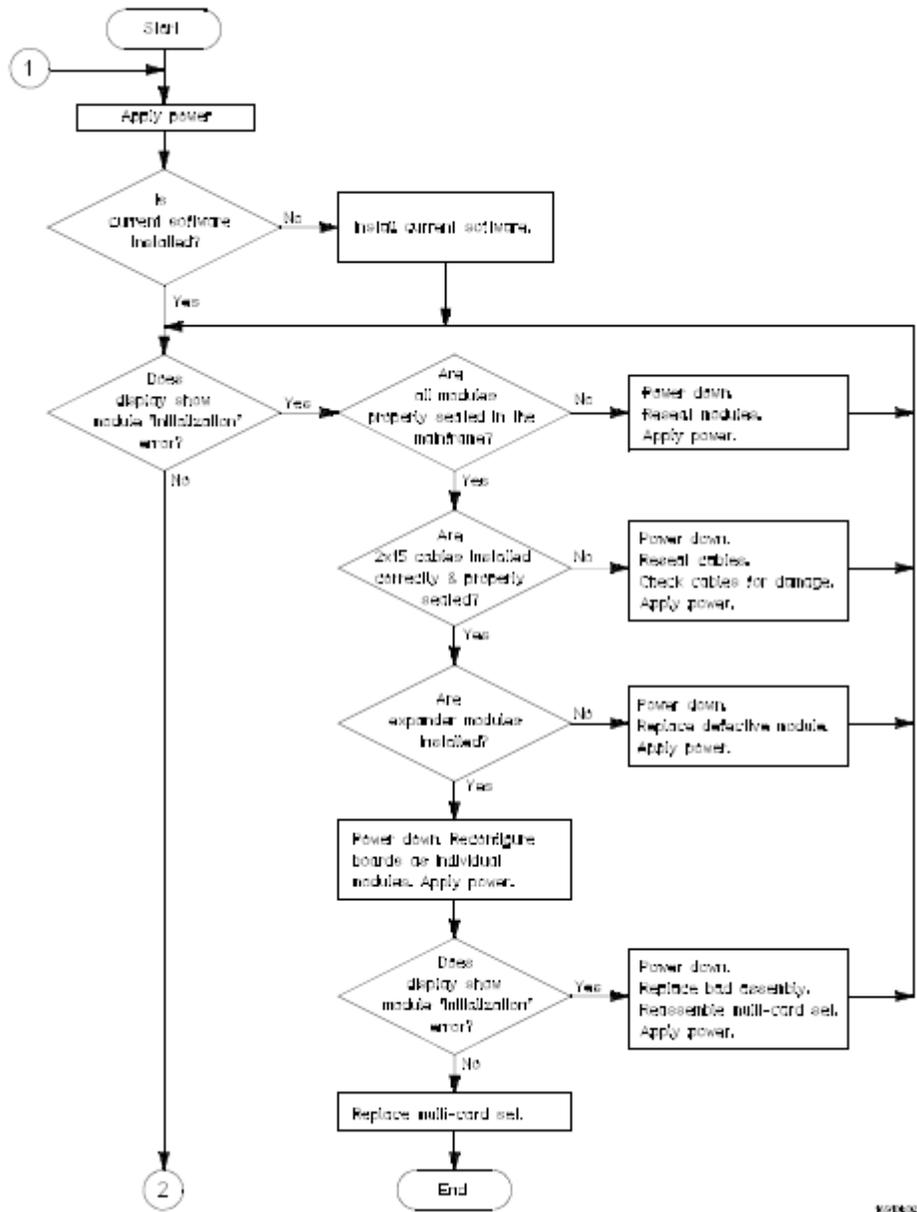 Start
1
Apply power
Is
current software
installed?
No
Install current software.
Yes
Does
display show
module "initialization"
error?
Yes
Are
all modules
properly seated in the
mainframe?
No
Power down.
Reseat modules.
Apply power.
No
Yes
Are
2x15 cables installed
correctly & properly
seated?
No
Power down.
Reseat cables.
Check cables for damage.
Apply power.
Yes
Are
expander modules
installed?
No
Power down.
Replace defective module.
Apply power.
Yes
Power down. Reconfigure
boards as individual
modules. Apply power.
Does
display show
module "initialization"
error?
Yes
Power down.
Replace bad assembly.
Reassemble multi-card set.
Apply power.
No
Replace multi-card set.
2
End